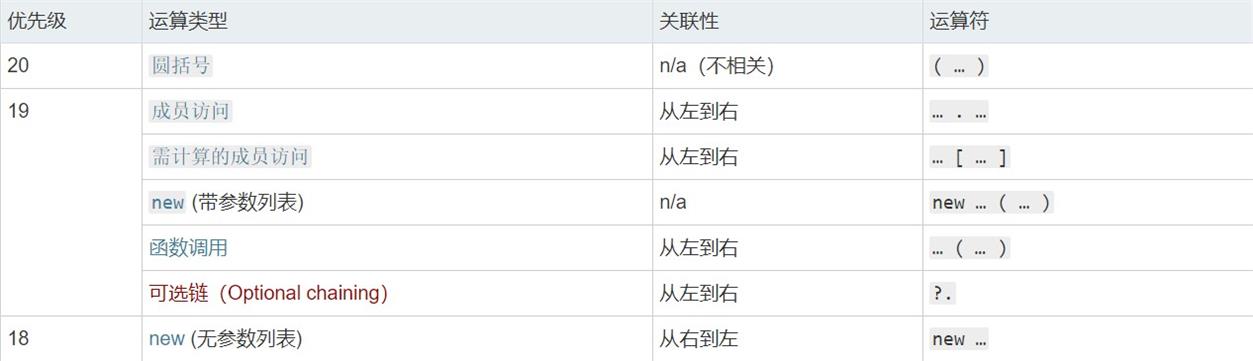 优先级 运算类型 关联性 运算符
20 圆括号 n/a（不相关） ( … )
19 成员访问 从左到右 … . …
需计算的成员访问 从左到右 … [ … ]
new (带参数列表) n/a new … ( … )
函数调用 从左到右 … ( … )
可选链（Optional chaining） 从左到右 ?.
18 new (无参数列表) 从右到左 new …